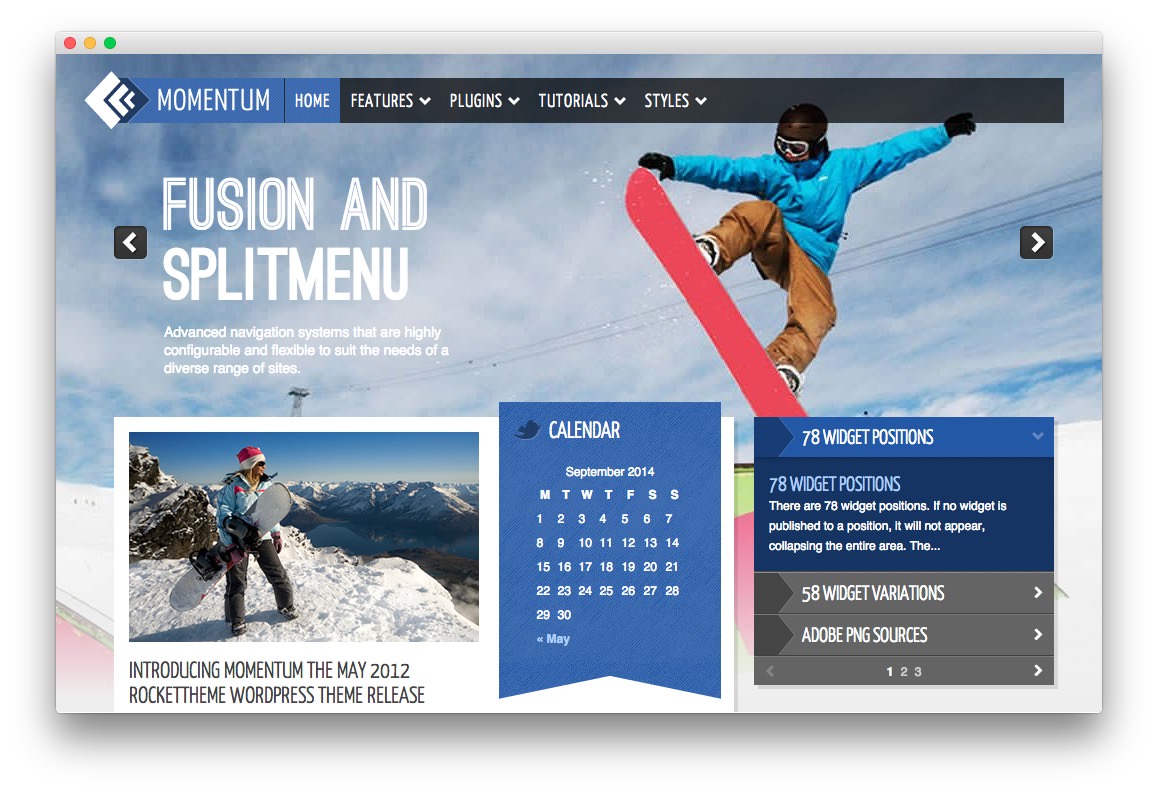 MOMENTUM
HOME
FEATURES
PLUGINS
TUTORIALS
STYLES
FUSION AND
SPLITMENU
Advanced navigation systems that are highly
configurable and flexible to suit the needs of a
diverse range of sites.
INTRODUCING MOMENTUM THE MAY 2012
ROCKETTHEME WORDPRESS THEME RELEASE
CALENDAR
September 2014
M T W T F S S
1 2 3 4 5 6 7
8 9 10 11 12 13 14
15 16 17 18 19 20 21
22 23 24 25 26 27 28
29 30
« May
78 WIDGET POSITIONS
78 WIDGET POSITIONS
There are 78 widget positions. If no widget is
published to a position, it will not appear,
collapsing the entire area. The...
58 WIDGET VARIATIONS
ADOBE PNG SOURCES
1 2 3